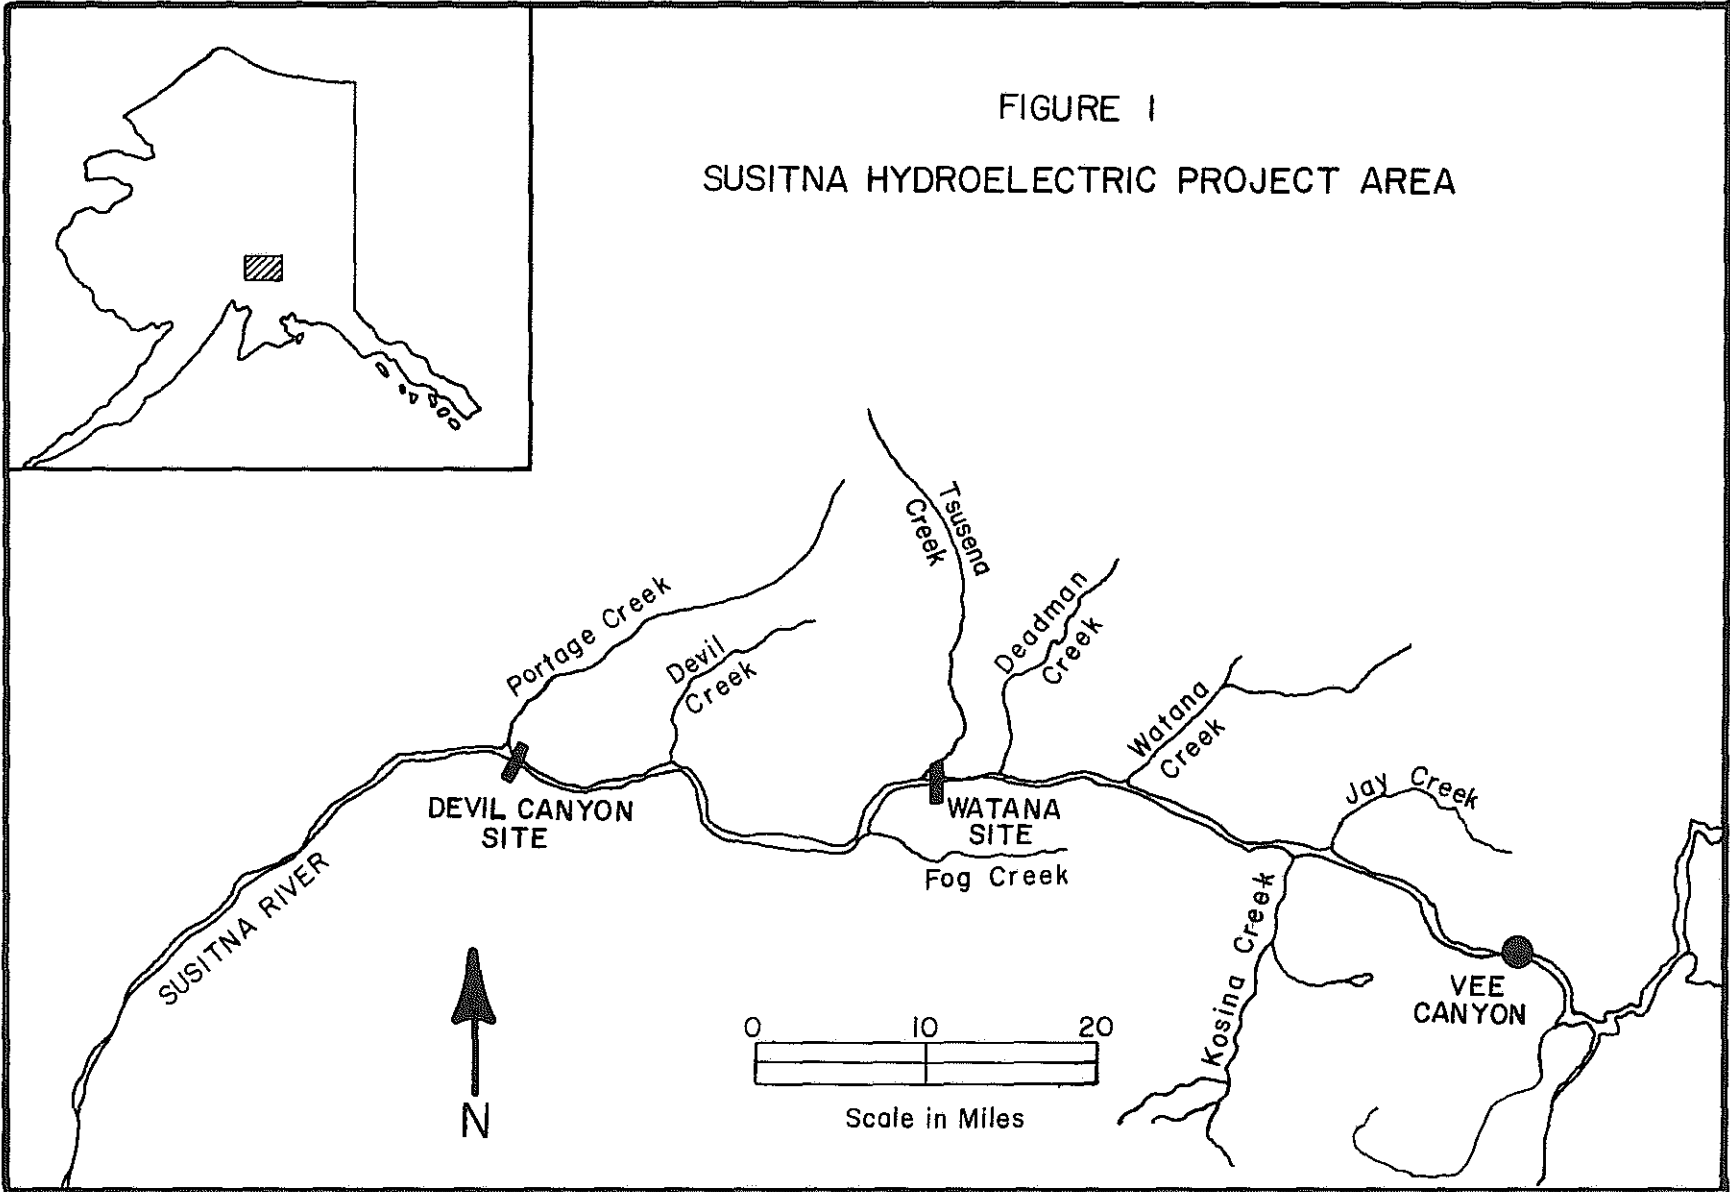 FIGURE 1
SUSITNA HYDROELECTRIC PROJECT AREA
Tsusena
Creek
Portage Creek
Devil
Creek
Deadman
Creek
Watana
Creek
Jay Creek
DEVIL CANYON
SITE
WATANA
SITE
Fog Creek
SUSITNA RIVER
Kosina Creek
VEE
CANYON
0 10 20
Scale in Miles
N